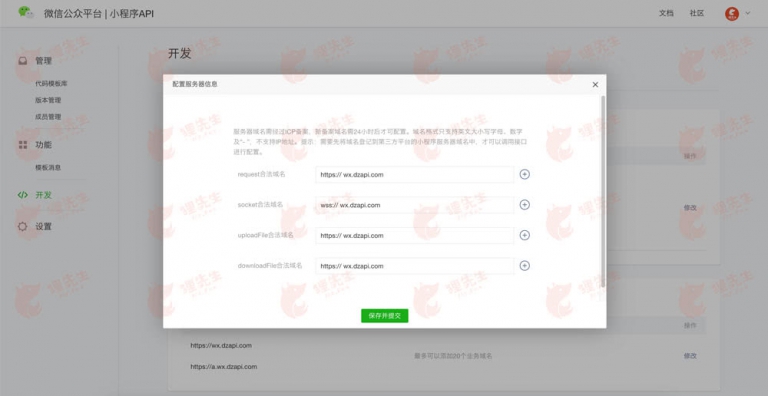 微信公众平台 | 小程序API
文档
社区
管理
代码模板库
版本管理
成员管理
功能
模板消息
开发
设置
开发
配置服务器信息
服务器域名需经过ICP备案,新备案域名需24小时后才可配置。域名格式只支持英文大小写字母、数字
及"- ",不支持IP地址。提示:需要先将域名登记到第三方平台的小程序服务器域名中,才可以调用接口
进行配置。
request合法域名
https:// wx.dzapi.com
socket合法域名
wss:// wx.dzapi.com
uploadFile合法域名
https:// wx.dzapi.com
downloadFile合法域名
https:// wx.dzapi.com
保存并提交
操作
修改
操作
https://wx.dzapi.com
https://a.wx.dzapi.com
最多可以添加20个业务域名
修改